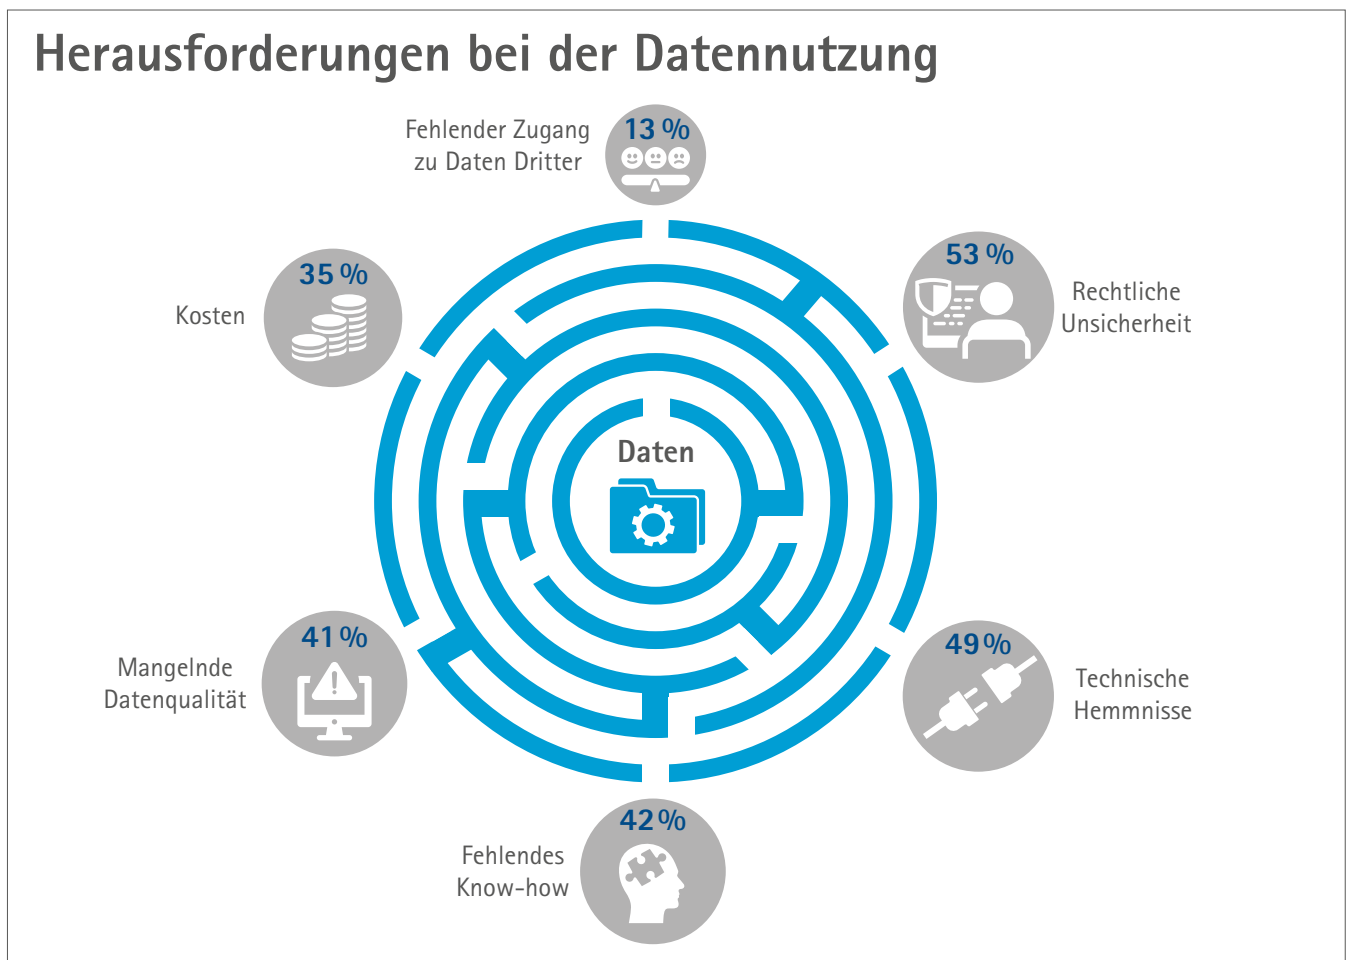 Herausforderungen bei der Datennutzung
Fehlender Zugang
zu Daten Dritter
13 %
53 %
Rechtliche
Unsicherheit
35 %
Kosten
Daten
41 %
Mangelnde
Datenqualität
49 %
Technische
Hemmnisse
42 %
Fehlendes
Know-how